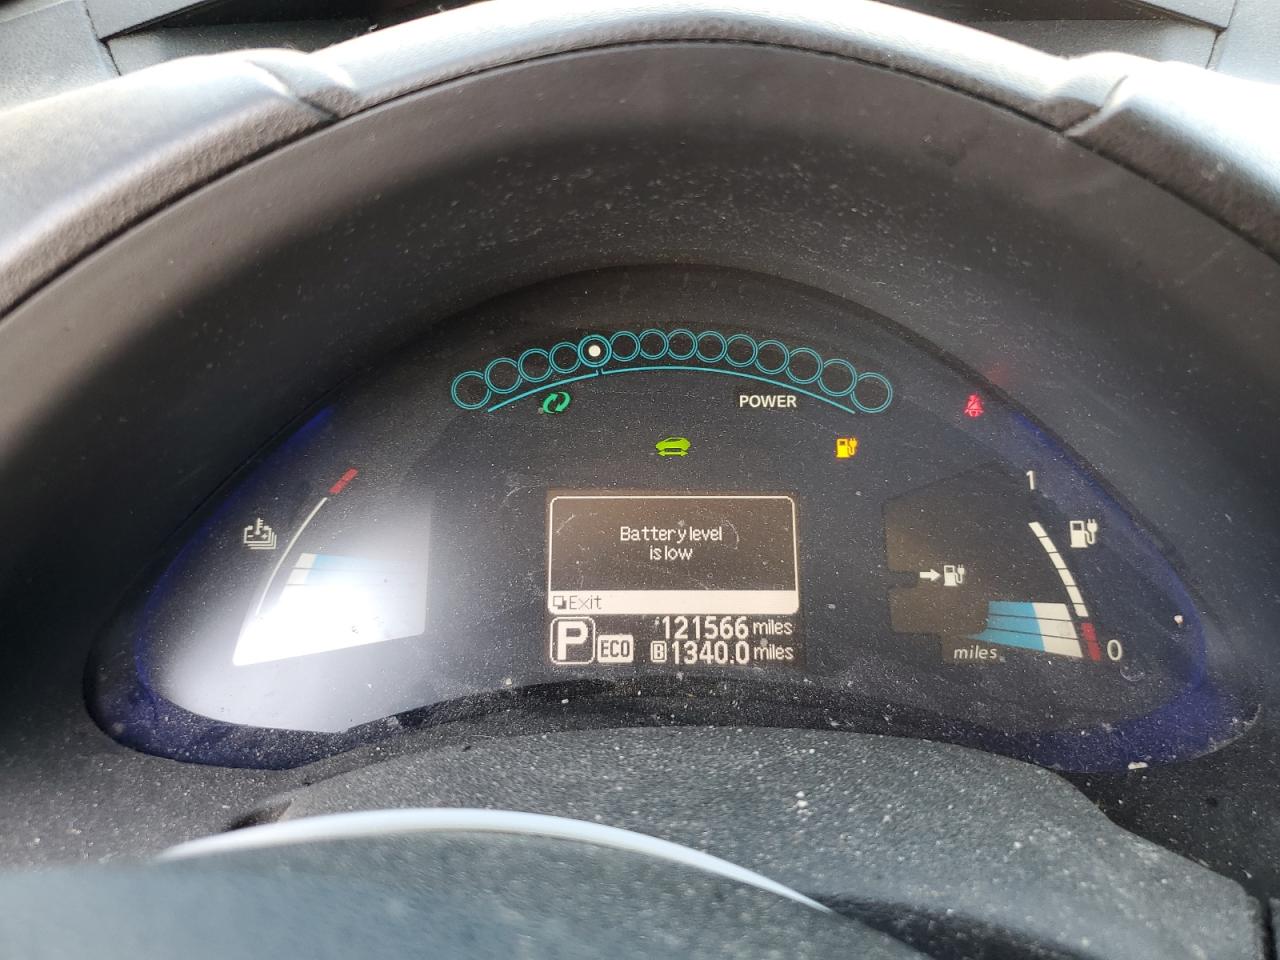 POWER
1
Battery level
is low
Exit
P ECO 121566 miles
B 1340.0 miles
miles
0